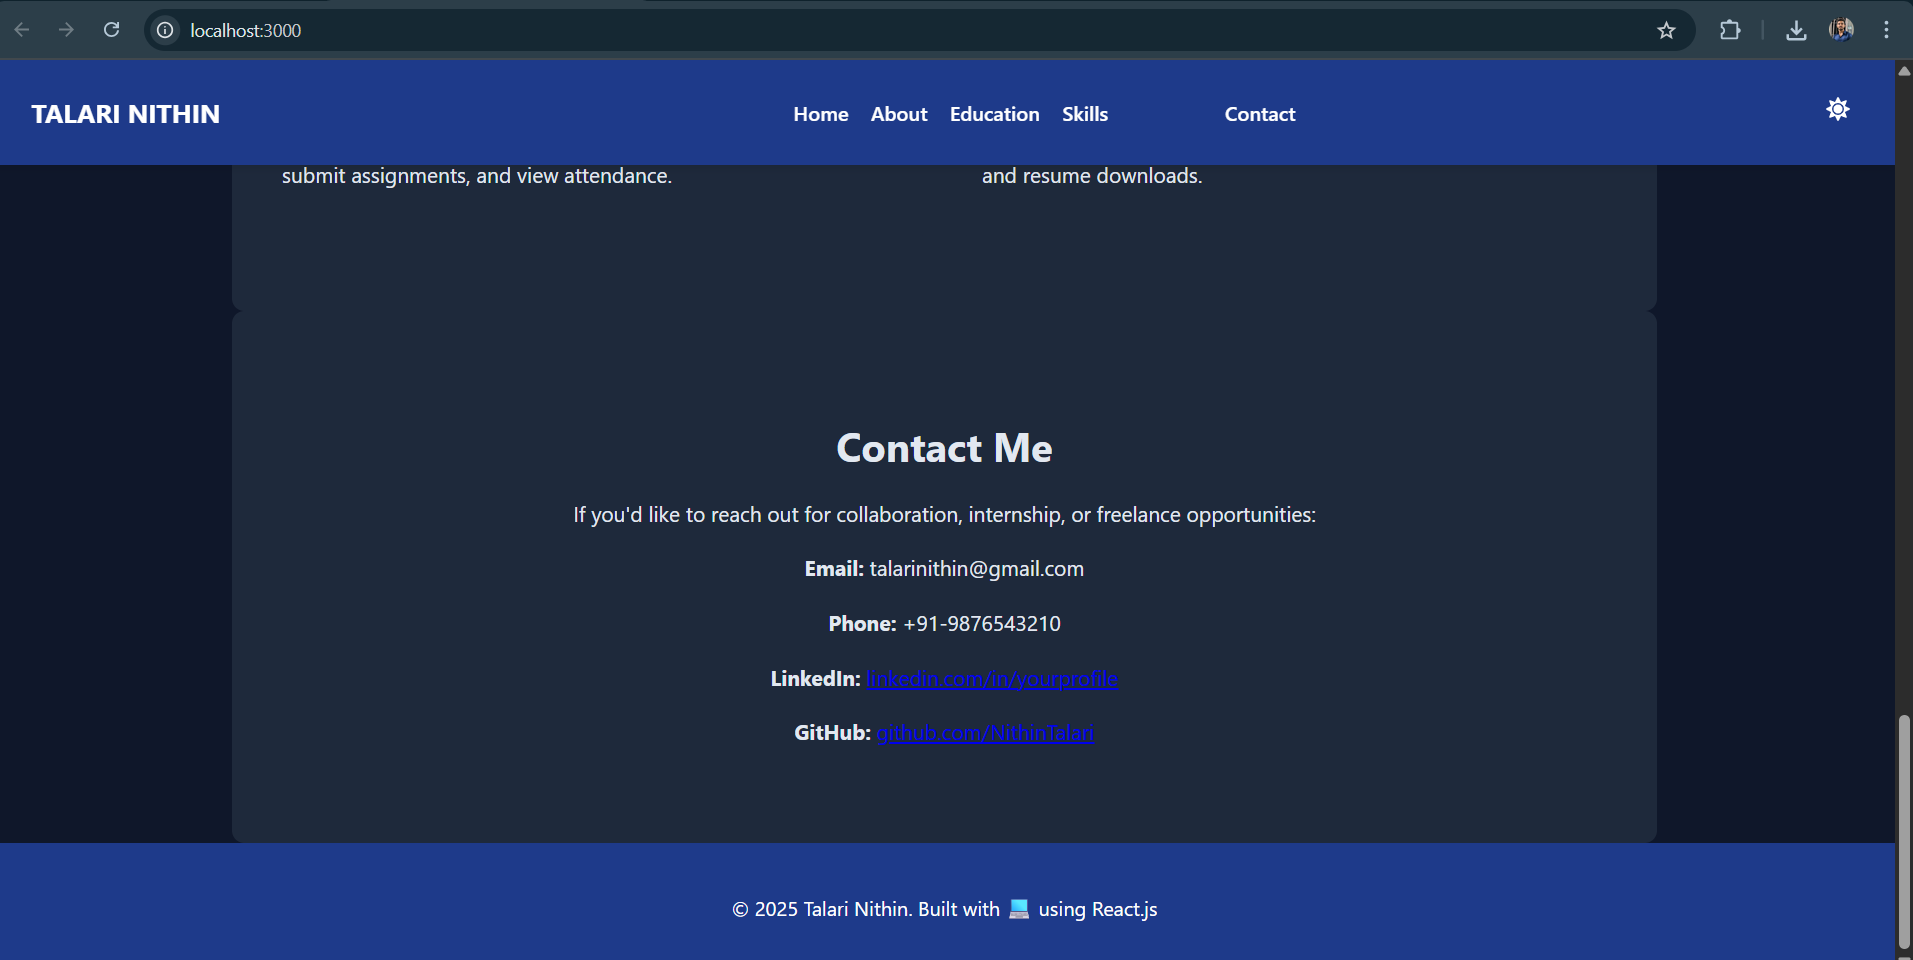 localhost:3000
TALARI NITHIN Home About Education Skills Contact
submit assignments, and view attendance.
and resume downloads.
Contact Me
If you'd like to reach out for collaboration, internship, or freelance opportunities:
Email: talarinithin@gmail.com
Phone: +91-9876543210
LinkedIn: linkedin.com/in/yourprofile
GitHub: github.com/NithinTalari
© 2025 Talari Nithin. Built with 💻 using React.js